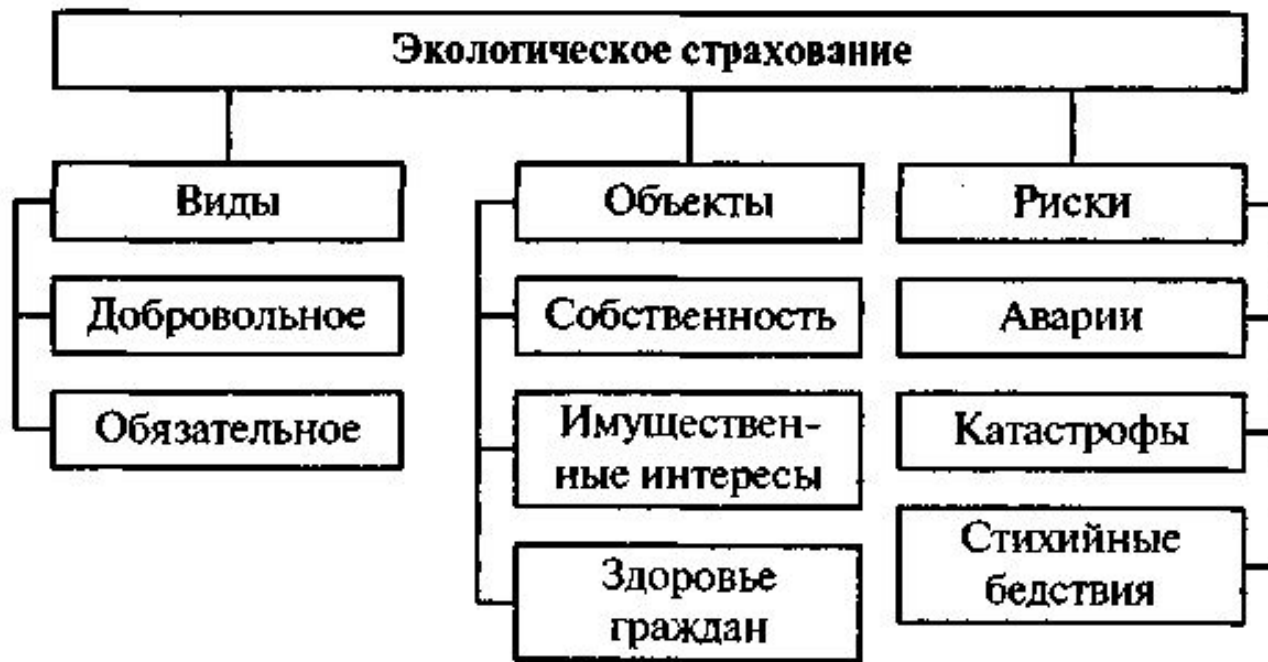 Экологическое страхование
Виды
Добровольное
Обязательное
Объекты
Собственность
Имуществен-
ные интересы
Здоровье
граждан
Риски
Аварии
Катастрофы
Стихийные
бедствия